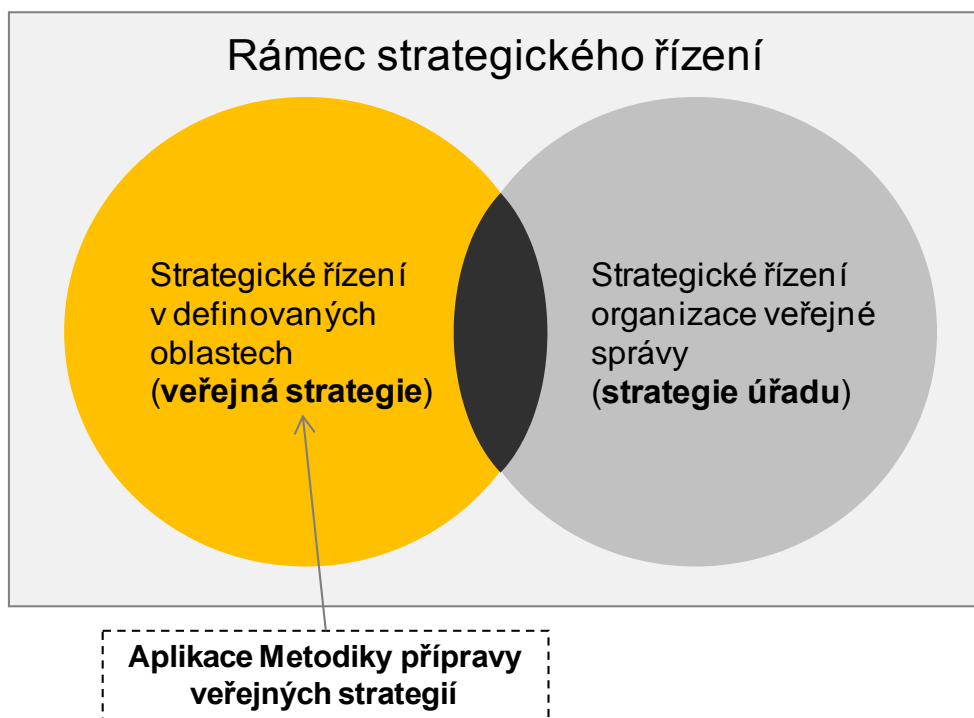 Rámec strategického řízení
Strategické řízení
v definovaných
oblastech
(veřejná strategie)
Strategické řízení
organizace veřejné
správy
(strategie úřadu)
Aplikace Metodiky přípravy
veřejných strategií